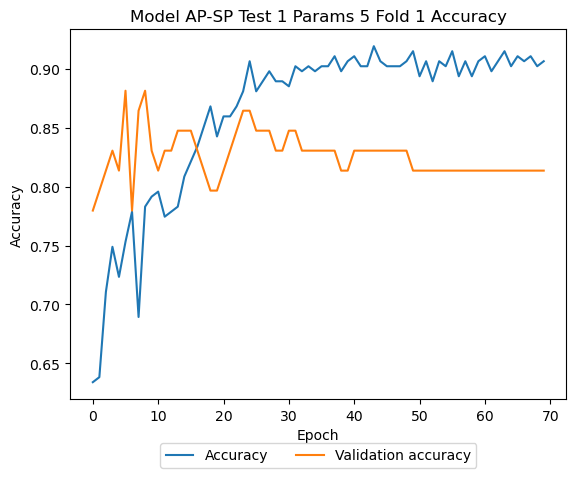 Model AP-SP Test 1 Params 5 Fold 1 Accuracy
0.90
0.85
0.80
0.75
0.70
0.65
Accuracy
0 10 20 30 40 50 60 70
Epoch
Accuracy Validation accuracy